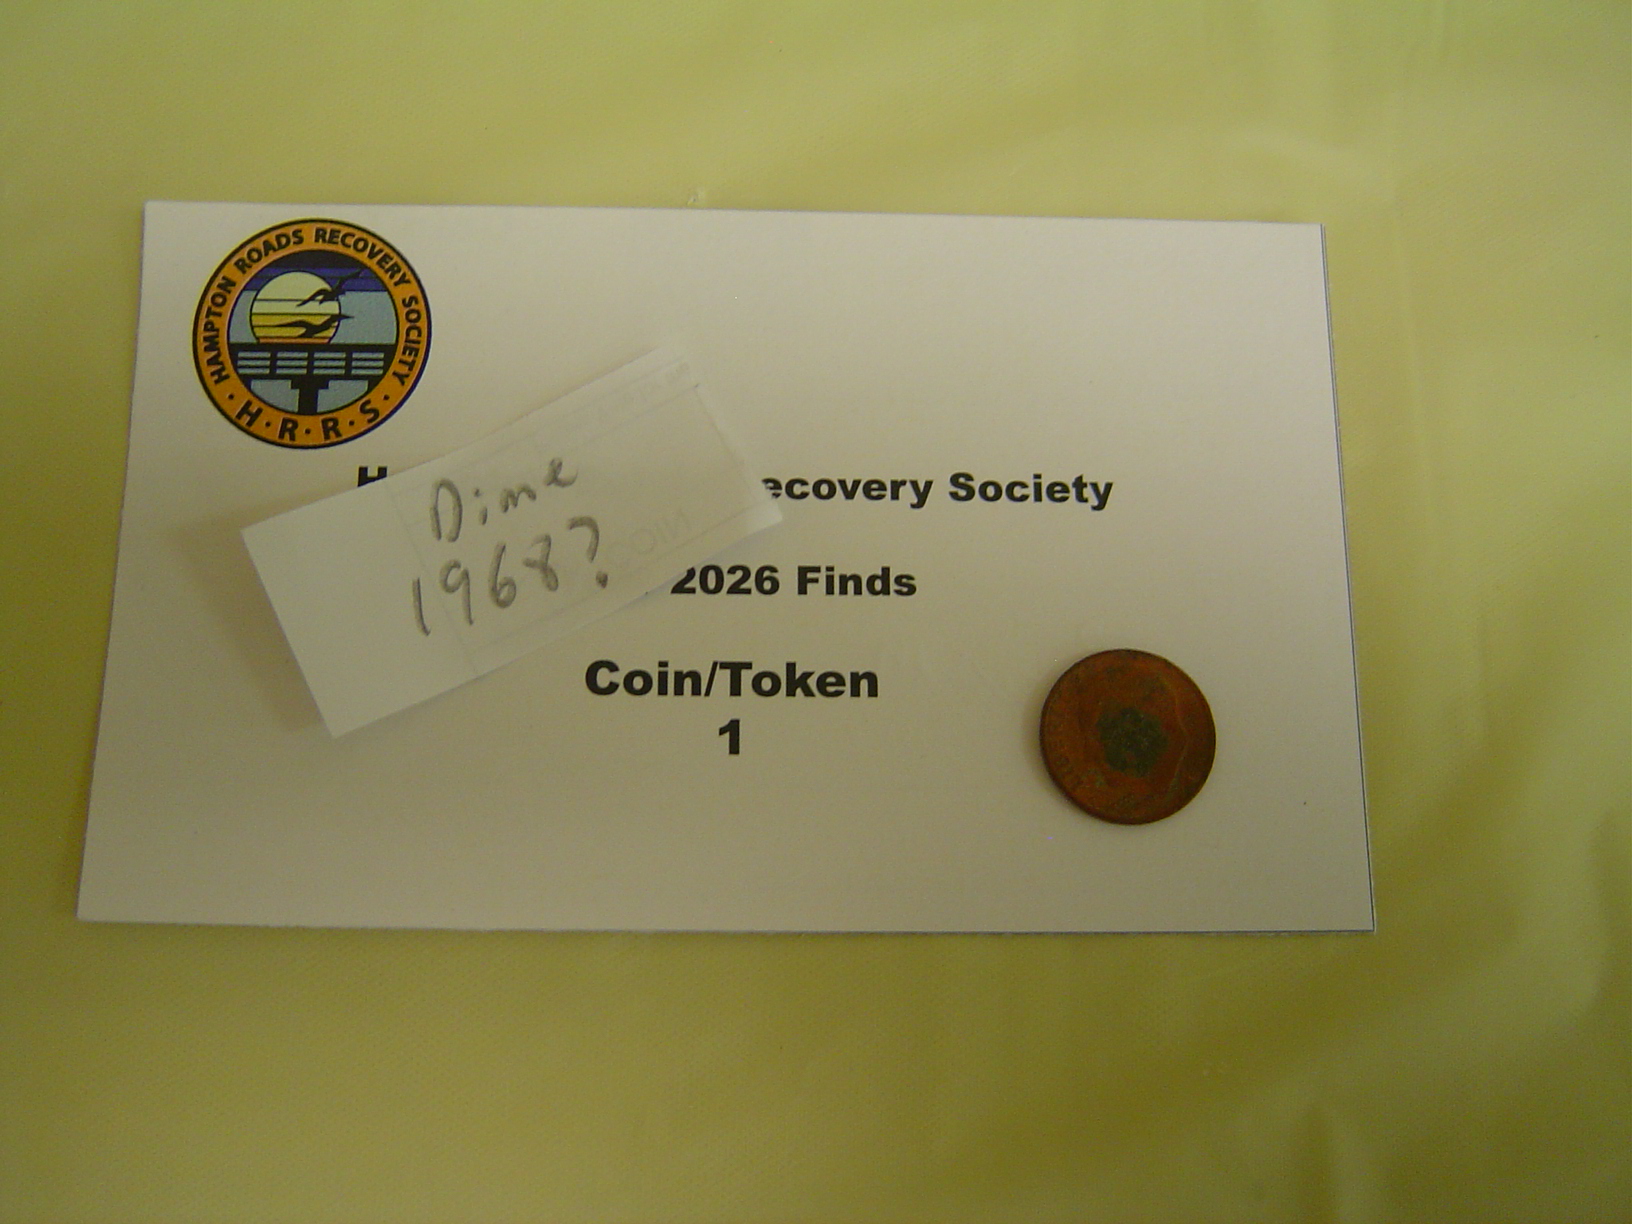 HAMPTON ROADS RECOVERY SOCIETY
· H · R · R · S ·
Dime
1968?
H ecovery Society
2026 Finds
Coin/Token
1